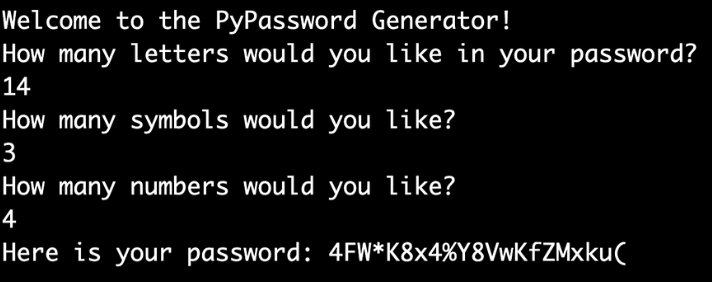 Welcome to the PyPassword Generator!
How many letters would you like in your password?
14
How many symbols would you like?
3
How many numbers would you like?
4
Here is your password: 4FW*K8x4%Y8VwKfZMxku(